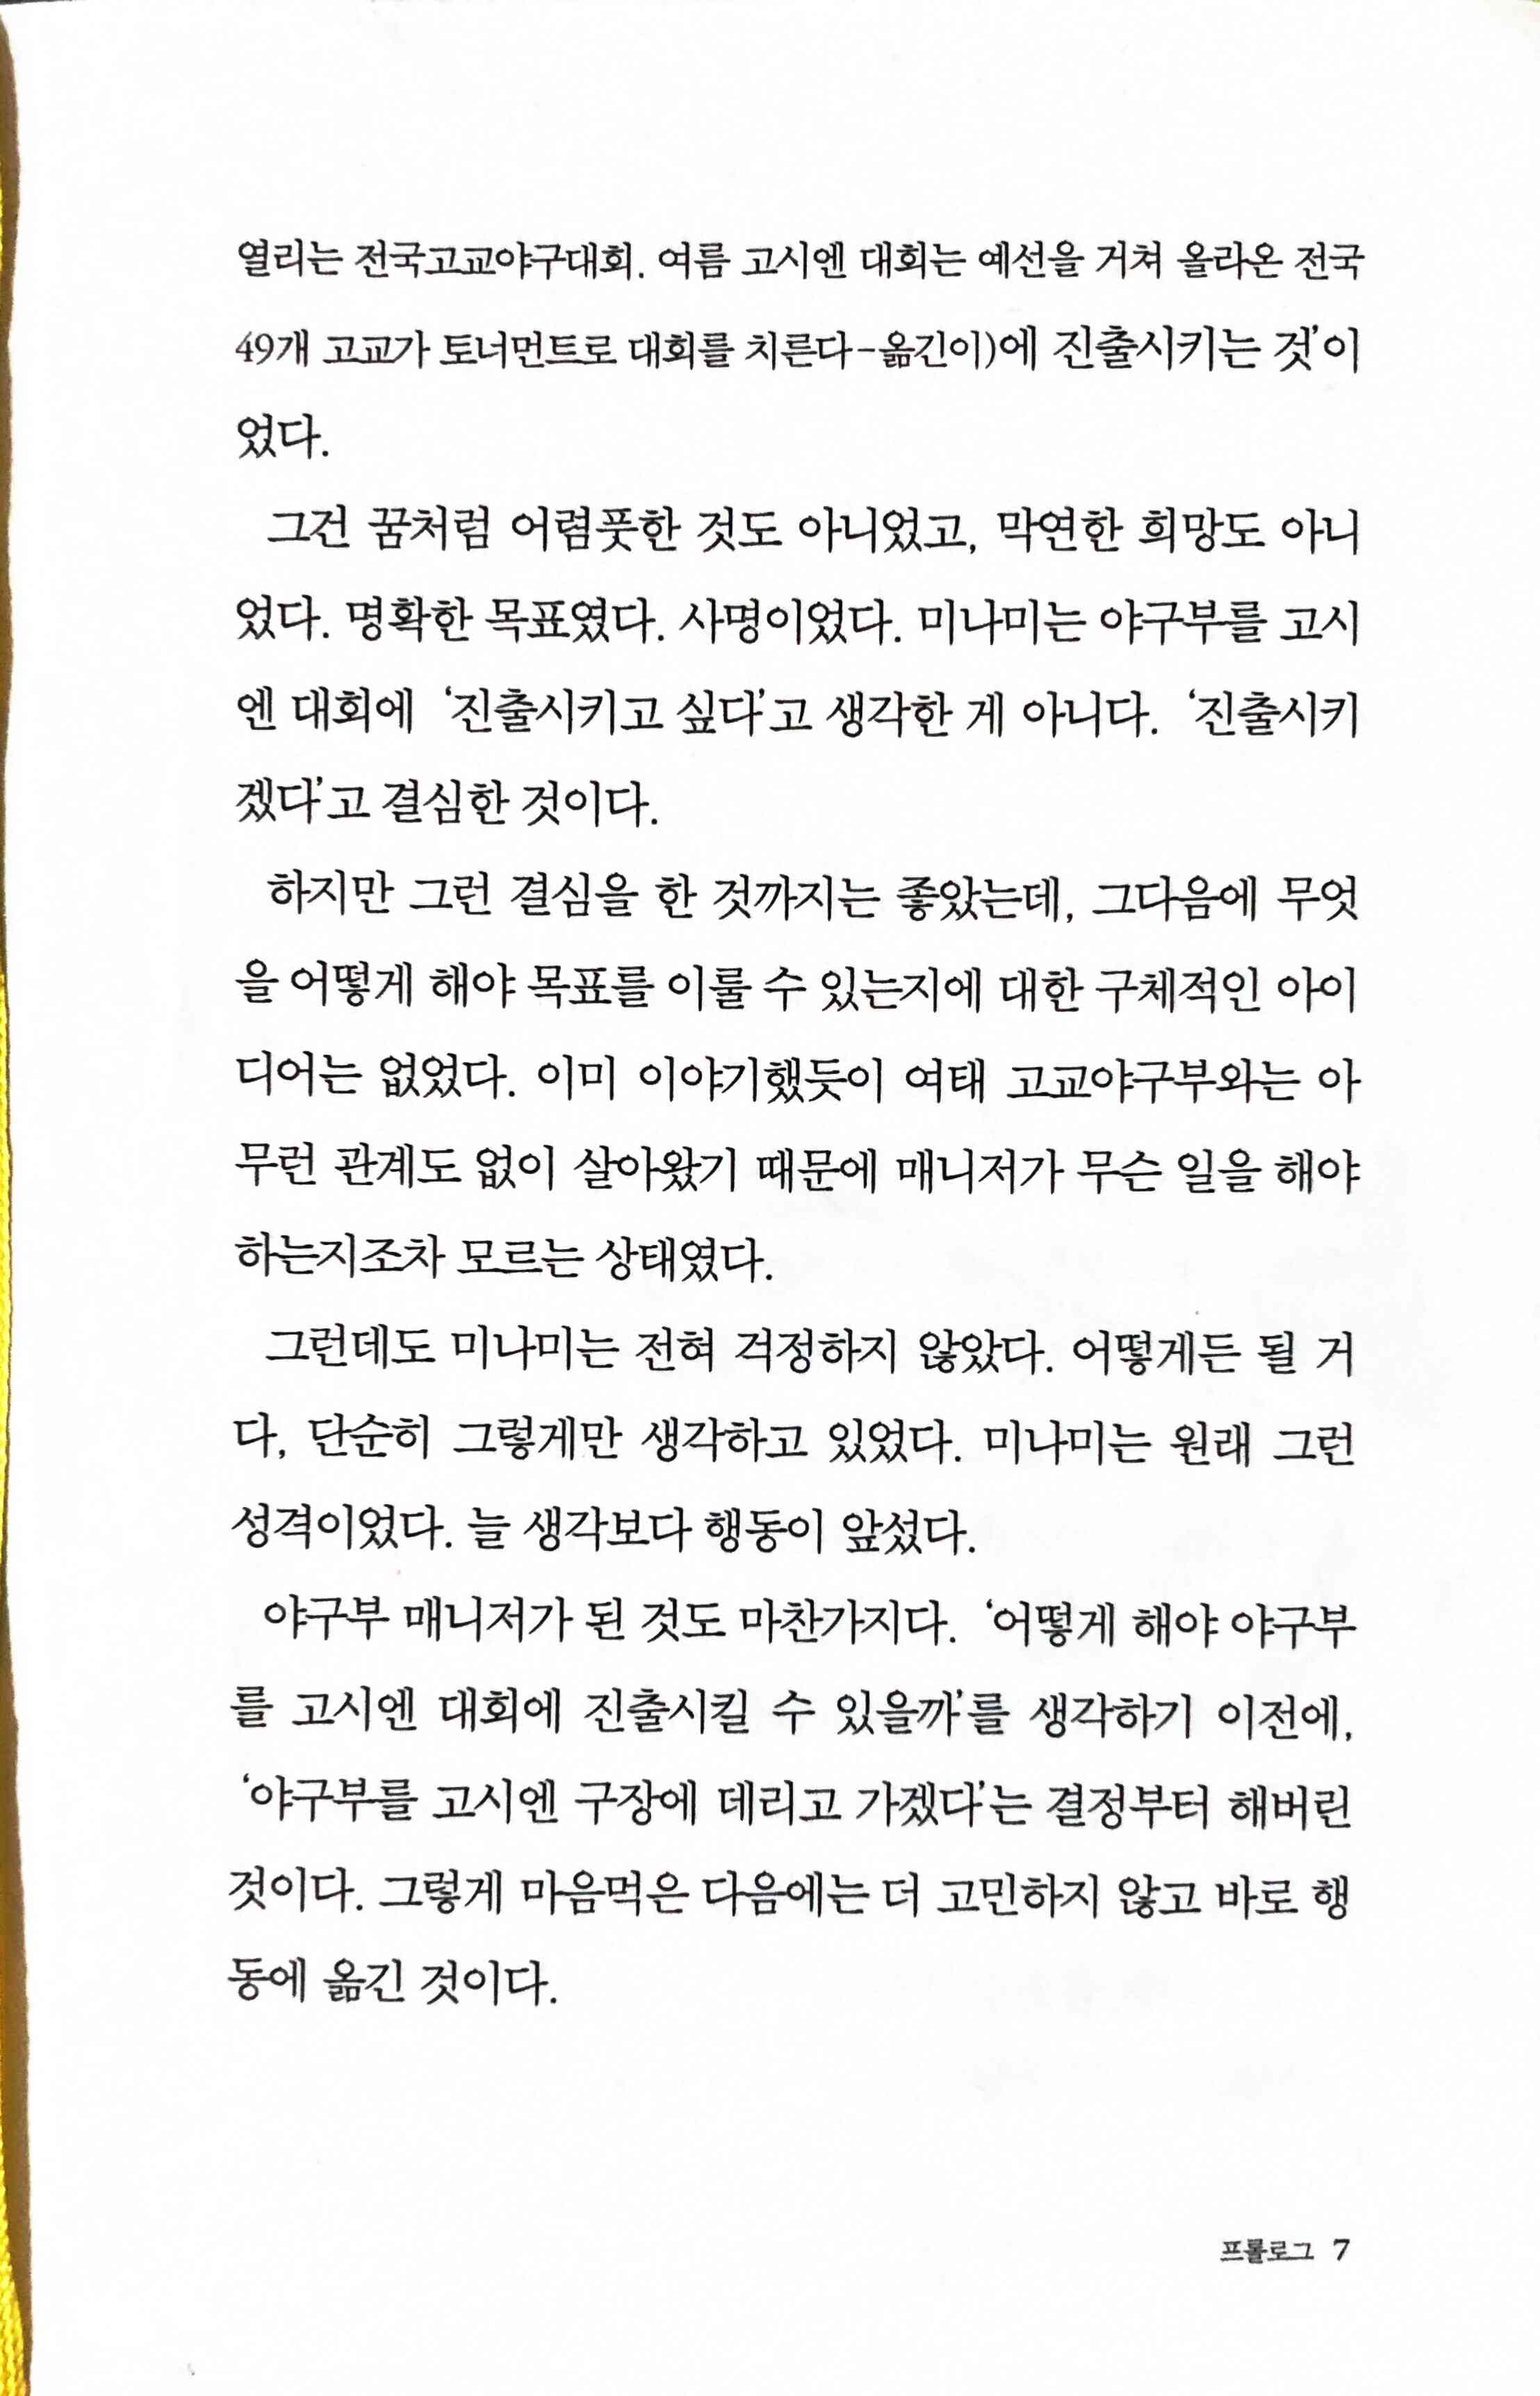 열리는 전국고교야구대회. 여름 고시엔 대회는 예선을 거쳐 올라온 전국
49개 고교가 토너먼트로 대회를 치른다-옮긴이)에 진출시키는 것’이
었다.
그건 꿈처럼 어렴풋한 것도 아니었고, 막연한 희망도 아니
었다. 명확한 목표였다. 사명이었다. 미나미는 야구부를 고시
엔 대회에 ‘진출시키고 싶다’고 생각한 게 아니다. ‘진출시키
겠다’고 결심한 것이다.
하지만 그런 결심을 한 것까지는 좋았는데, 그다음에 무엇
을 어떻게 해야 목표를 이룰 수 있는지에 대한 구체적인 아이
디어는 없었다. 이미 이야기했듯이 여태 고교야구부와는 아
무런 관계도 없이 살아왔기 때문에 매니저가 무슨 일을 해야
하는지조차 모르는 상태였다.
그런데도 미나미는 전혀 걱정하지 않았다. 어떻게든 될 거
다, 단순히 그렇게만 생각하고 있었다. 미나미는 원래 그런
성격이었다. 늘 생각보다 행동이 앞섰다.
야구부 매니저가 된 것도 마찬가지다. ‘어떻게 해야 야구부
를 고시엔 대회에 진출시킬 수 있을까’를 생각하기 이전에,
‘야구부를 고시엔 구장에 데리고 가겠다’는 결정부터 해버린
것이다. 그렇게 마음먹은 다음에는 더 고민하지 않고 바로 행
동에 옮긴 것이다.
프롤로그 7